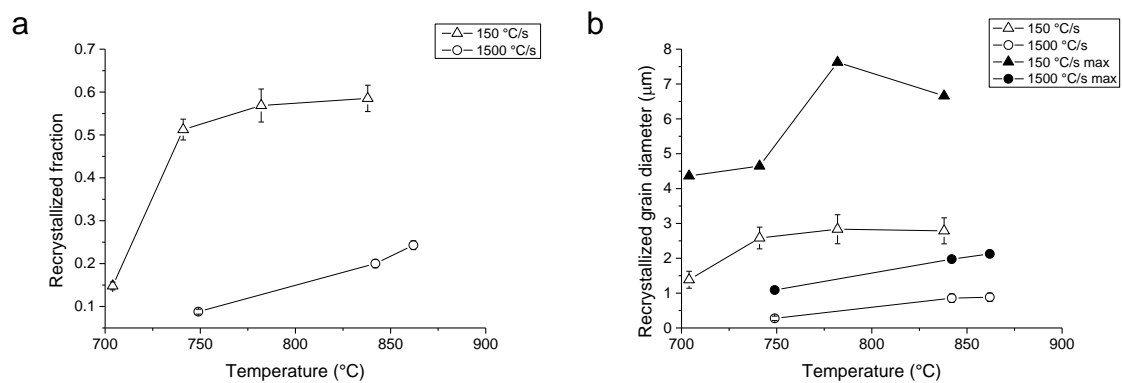 a
150 °C/s
1500 °C/s
0.7
0.6
0.5
0.4
0.3
0.2
0.1
Recrystallized fraction
700
750
800
850
900
Temperature (°C)
b
150 °C/s
1500 °C/s
150 °C/s max
1500 °C/s max
8
7
6
5
4
3
2
1
0
Recrystallized grain diameter (μm)
700
750
800
850
900
Temperature (°C)